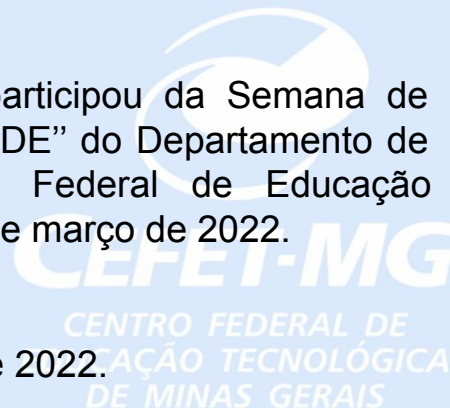 articipou da Semana de
DE’’ do Departamento de
Federal de Educação
e março de 2022.
CEFET-MG
CENTRO FEDERAL DE
EDUCAÇÃO TECNOLÓGICA
e 2022.
DE MINAS GERAIS